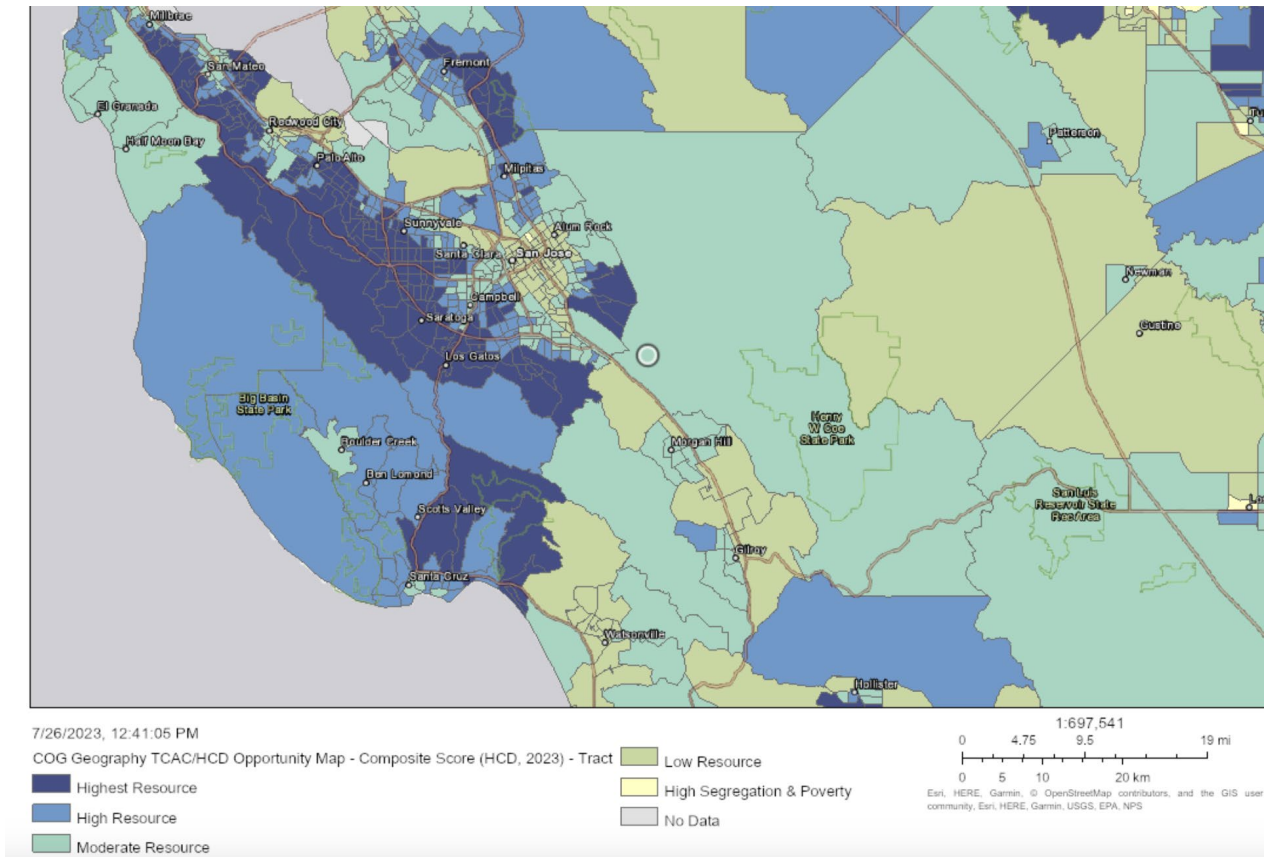 Millbrae
San Mateo
Fremont
El Granada
Redwood City
Half Moon Bay
Palo Alto
Patterson
Milpitas
Sunnyvale
Alum Rock
Santa Clara
San Jose
Newman
Campbell
Saratoga
Gustine
Los Gatos
Big Basin
State Park
Henry
W Coe
State Park
Boulder Creek
Morgan Hill
Ben Lomond
San Luis
Reservoir State
Rec Area
Scotts Valley
Gilroy
Santa Cruz
Watsonville
Hollister
7/26/2023, 12:41:05 PM
COG Geography TCAC/HCD Opportunity Map - Composite Score (HCD, 2023) - Tract
Highest Resource
High Resource
Moderate Resource
Low Resource
High Segregation & Poverty
No Data
1:697,541
0 4.75 9.5 19 mi
0 5 10 20 km
Esri, HERE, Garmin, © OpenStreetMap contributors, and the GIS user
community, Esri, HERE, Garmin, USGS, EPA, NPS